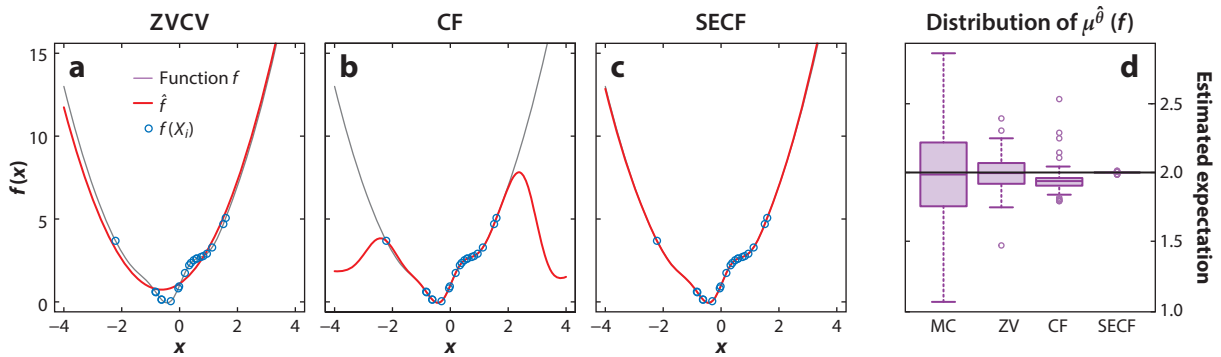 ZVCV
CF
SECF
Distribution of μ^θ̂ (f)
15
10
5
0
f(x)
a
Function f
f̂
f(Xᵢ)
−4
−2
0
2
4
x
b
−4
−2
0
2
4
x
c
−4
−2
0
2
4
x
d
2.5
2.0
1.5
1.0
Estimated expectation
MC
ZV
CF
SECF